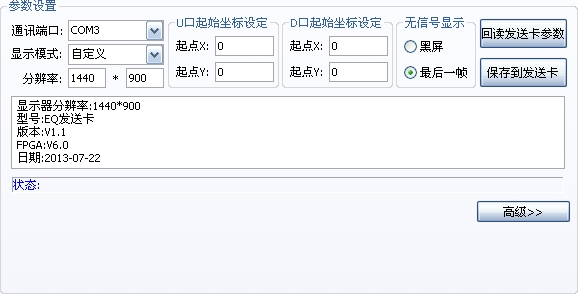 参数设置
通讯端口: COM3
显示模式: 自定义
分辨率: 1440 * 900
U口起始坐标设定
起点X: 0
起点Y: 0
D口起始坐标设定
起点X: 0
起点Y: 0
无信号显示
黑屏
最后一帧
回读发送卡参数
保存到发送卡
显示器分辨率:1440*900
型号:EQ发送卡
版本:V1.1
FPGA:V6.0
日期:2013-07-22
状态:
高级>>